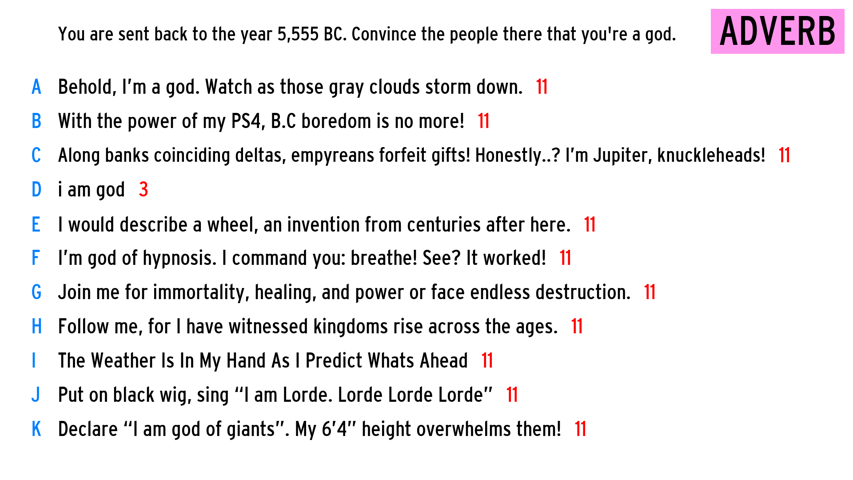 You are sent back to the year 5,555 BC. Convince the people there that you're a god.
ADVERB
A Behold, I'm a god. Watch as those gray clouds storm down. 11
B With the power of my PS4, B.C boredom is no more! 11
C Along banks coinciding deltas, empyreans forfeit gifts! Honestly..? I'm Jupiter, knuckleheads! 11
D i am god 3
E I would describe a wheel, an invention from centuries after here. 11
F I'm god of hypnosis. I command you: breathe! See? It worked! 11
G Join me for immortality, healing, and power or face endless destruction. 11
H Follow me, for I have witnessed kingdoms rise across the ages. 11
I The Weather Is In My Hand As I Predict Whats Ahead 11
J Put on black wig, sing “I am Lorde. Lorde Lorde Lorde” 11
K Declare “I am god of giants”. My 6’4” height overwhelms them! 11